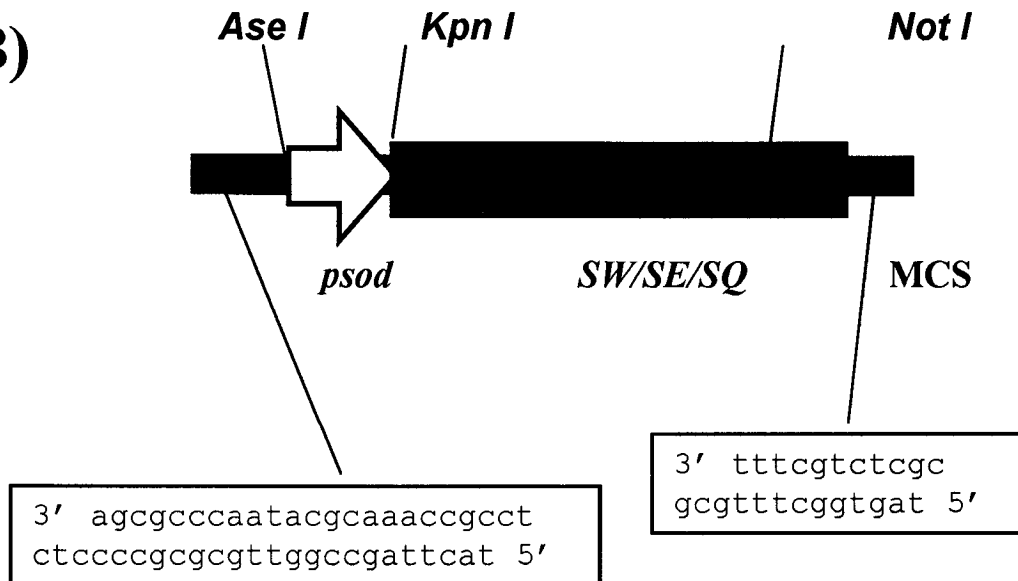 B)
Ase I Kpn I Not I
psod SW/SE/SQ MCS
3′ tttcgtctcgc
gcgtttcggtgat 5′
3′ agcgcccaatacgcaaaccgcct
ctccccgcgcgttggccgattcat 5′